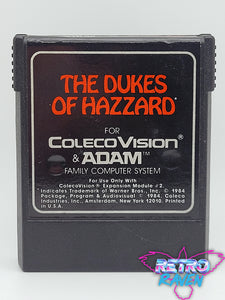 THE DUKES
OF HAZZARD™
FOR
COLECOVISION®
& ADAM™
FAMILY COMPUTER SYSTEM
For Use Only With
ColecoVision® Expansion Module #2.
Indicates Trademark of Warner Bros., Inc. © 1984
Package, Program & Audiovisual © 1984, Coleco
Industries, Inc., Amsterdam, New York 12010. Printed
in U.S.A.
RETRO
RAVEN